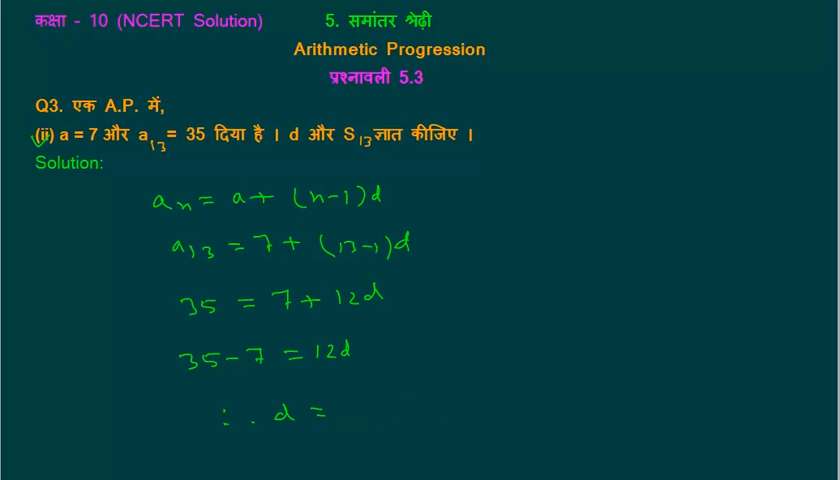 कक्षा - 10 (NCERT Solution)
5. समांतर श्रेढ़ी
Arithmetic Progression
प्रश्नावली 5.3
Q3. एक A.P. में,
(ii) a = 7 और a₁₃ = 35 दिया है । d और S₁₃ ज्ञात कीजिए ।
Solution:
aₙ = a + (n-1)d
a₁₃ = 7 + (13-1)d
35 = 7 + 12d
35 - 7 = 12d
∴ d =